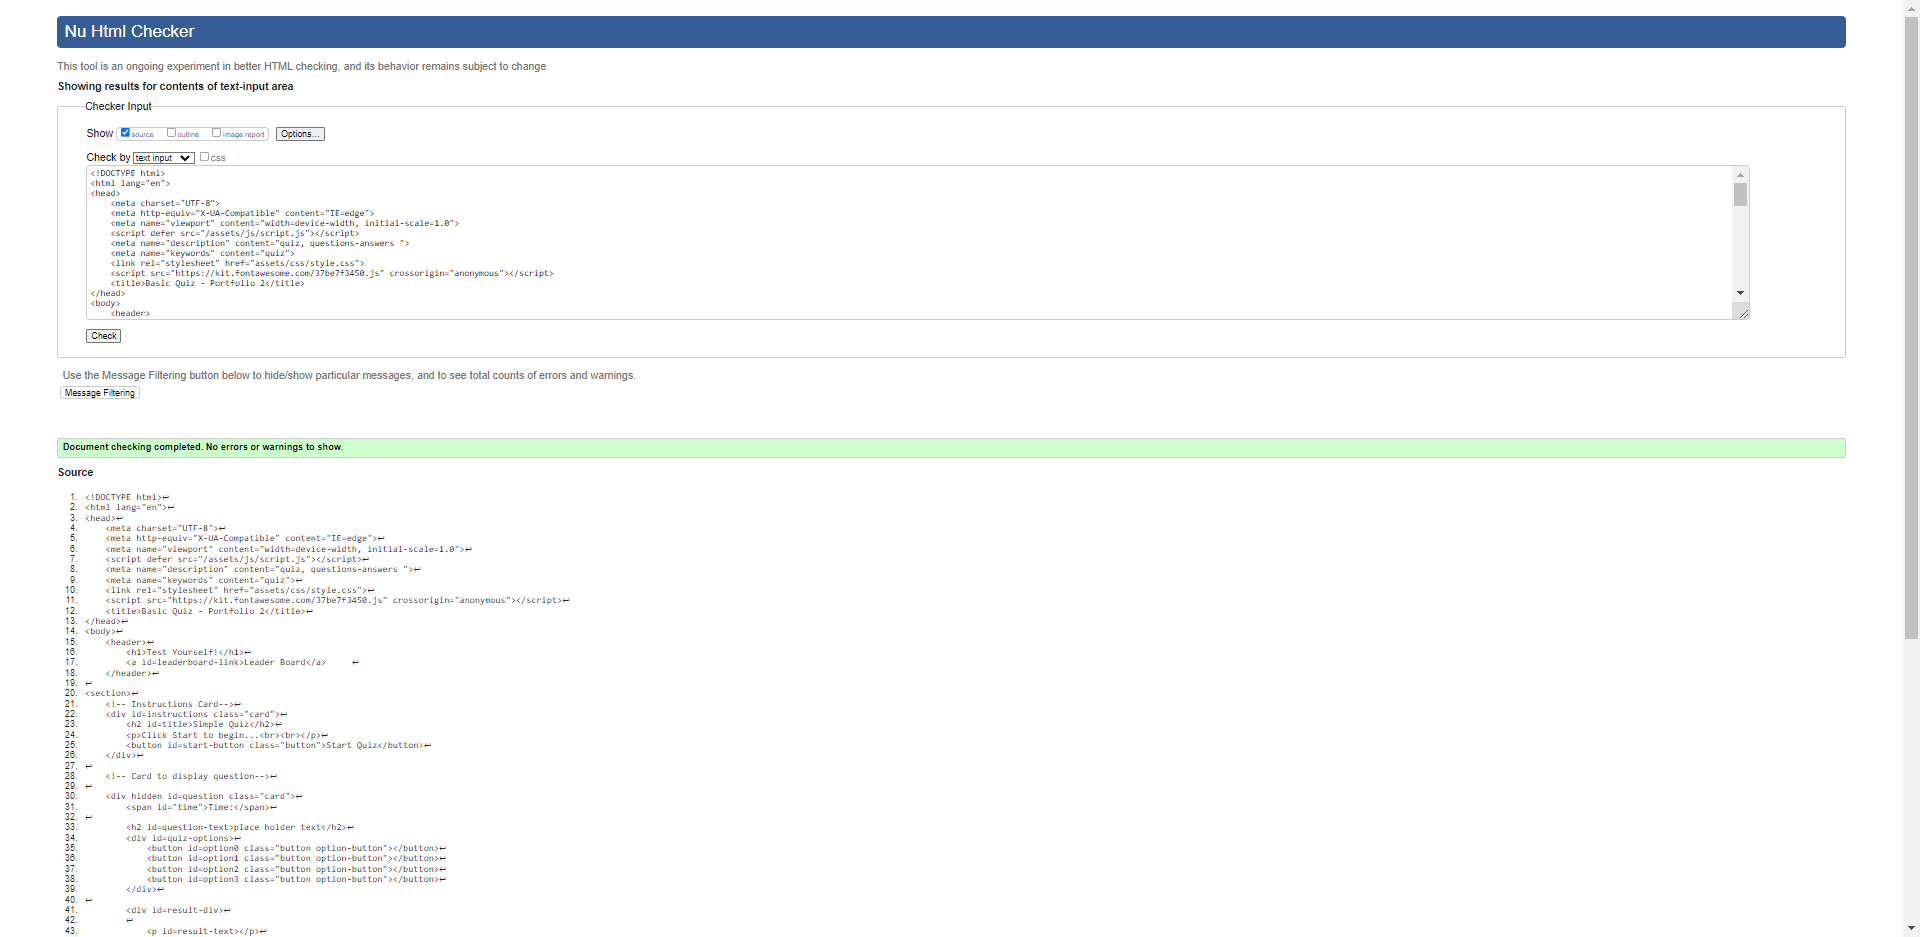 Nu Html Checker
This tool is an ongoing experiment in better HTML checking, and its behavior remains subject to change
Showing results for contents of text-input area
Checker Input
Show source outline image report Options...
Check by text input css
<!DOCTYPE html>
<html lang="en">
<head>
    <meta charset="UTF-8">
    <meta http-equiv="X-UA-Compatible" content="IE=edge">
    <meta name="viewport" content="width=device-width, initial-scale=1.0">
    <script defer src="/assets/js/script.js"></script>
    <meta name="description" content="quiz, questions-answers ">
    <meta name="keywords" content="quiz">
    <link rel="stylesheet" href="assets/css/style.css">
    <script src="https://kit.fontawesome.com/37be7f3450.js" crossorigin="anonymous"></script>
    <title>Basic Quiz - Portfolio 2</title>
</head>
<body>
    <header>
Check
Use the Message Filtering button below to hide/show particular messages, and to see total counts of errors and warnings.
Message Filtering
Document checking completed. No errors or warnings to show.
Source
1. <!DOCTYPE html>↩
2. <html lang="en">↩
3. <head>↩
4.     <meta charset="UTF-8">↩
5.     <meta http-equiv="X-UA-Compatible" content="IE=edge">↩
6.     <meta name="viewport" content="width=device-width, initial-scale=1.0">↩
7.     <script defer src="/assets/js/script.js"></script>↩
8.     <meta name="description" content="quiz, questions-answers ">↩
9.     <meta name="keywords" content="quiz">↩
10.     <link rel="stylesheet" href="assets/css/style.css">↩
11.     <script src="https://kit.fontawesome.com/37be7f3450.js" crossorigin="anonymous"></script>↩
12.     <title>Basic Quiz - Portfolio 2</title>↩
13. </head>↩
14. <body>↩
15.     <header>↩
16.         <h1>Test Yourself!</h1>↩
17.         <a id=leaderboard-link>Leader Board</a>     ↩
18.     </header>↩
19. ↩
20. <section>↩
21.     <!-- Instructions Card-->↩
22.     <div id=instructions class="card">↩
23.         <h2 id=title>Simple Quiz</h2>↩
24.         <p>Click Start to begin...<br><br></p>↩
25.         <button id=start-button class="button">Start Quiz</button>↩
26.     </div>↩
27. ↩
28.     <!-- Card to display question-->↩
29. ↩
30.     <div hidden id=question class="card">↩
31.         <span id="time">Time:</span>↩
32. ↩
33.         <h2 id=question-text>place holder text</h2>↩
34.         <div id=quiz-options>↩
35.             <button id=option0 class="button option-button"></button>↩
36.             <button id=option1 class="button option-button"></button>↩
37.             <button id=option2 class="button option-button"></button>↩
38.             <button id=option3 class="button option-button"></button>↩
39.         </div>↩
40. ↩
41.         <div id=result-div>↩
42.         ↩
43.             <p id=result-text></p>↩